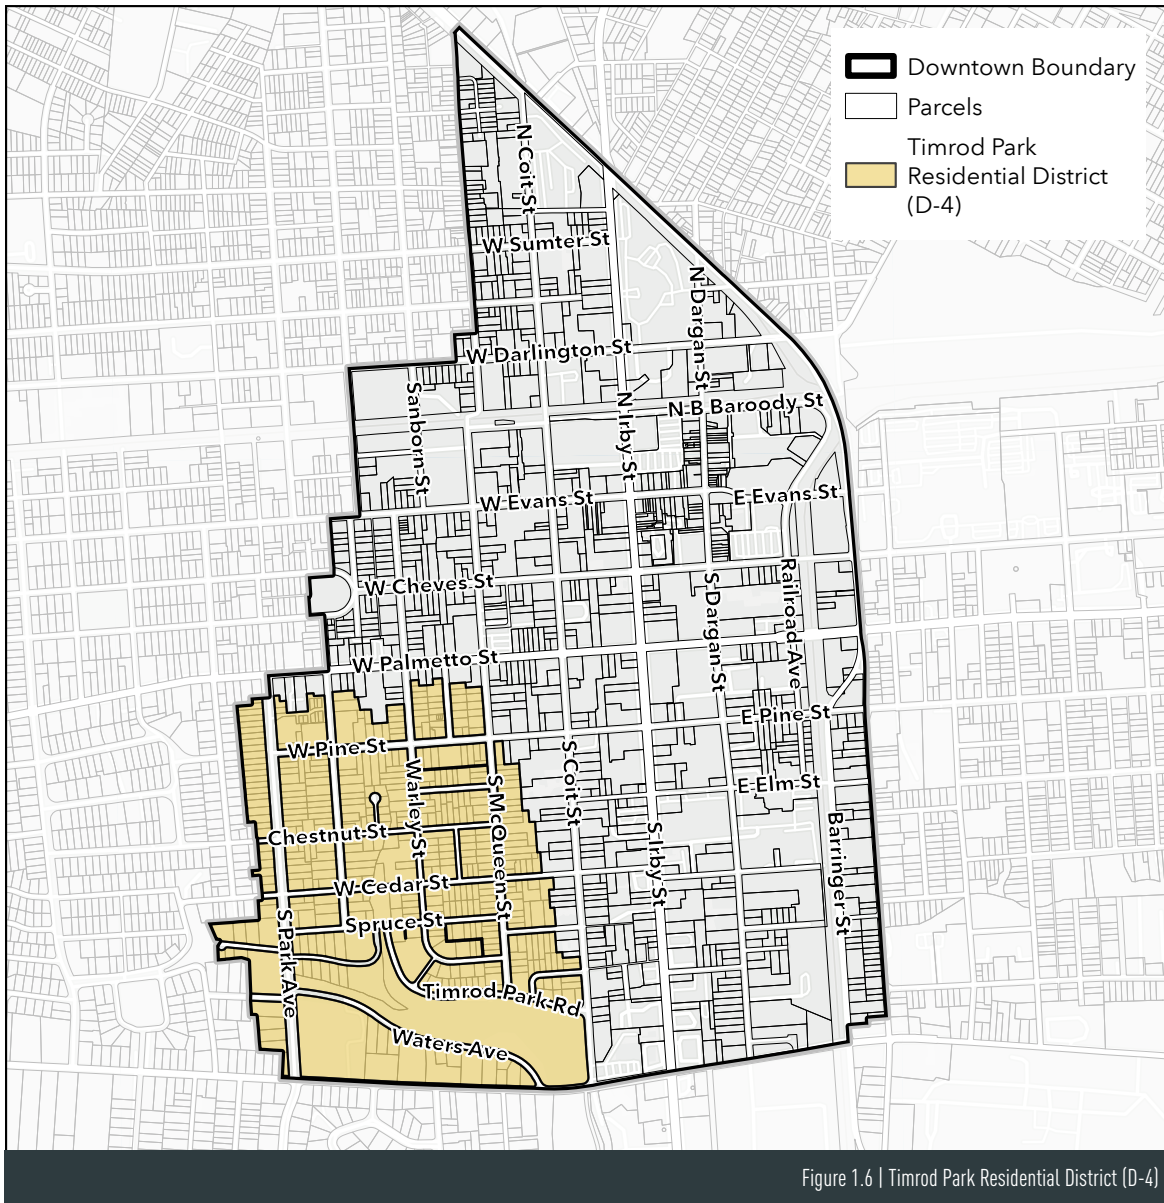 Downtown Boundary
Parcels
Timrod Park
Residential District
(D-4)
N Coit St
W Sumter St
N Dargan St
W Darlington St
Sanborn St
N Irby St
N B Baroody St
W Evans St
E Evans St
W Cheves St
Railroad Ave
S Dargan St
W Palmetto St
E Pine St
W Pine St
S Coit St
Warley St
S McQueen St
E Elm St
Chestnut St
S Irby St
Barringer St
W Cedar St
Spruce St
S Park Ave
Timrod Park Rd
Waters Ave
Figure 1.6 | Timrod Park Residential District (D-4)